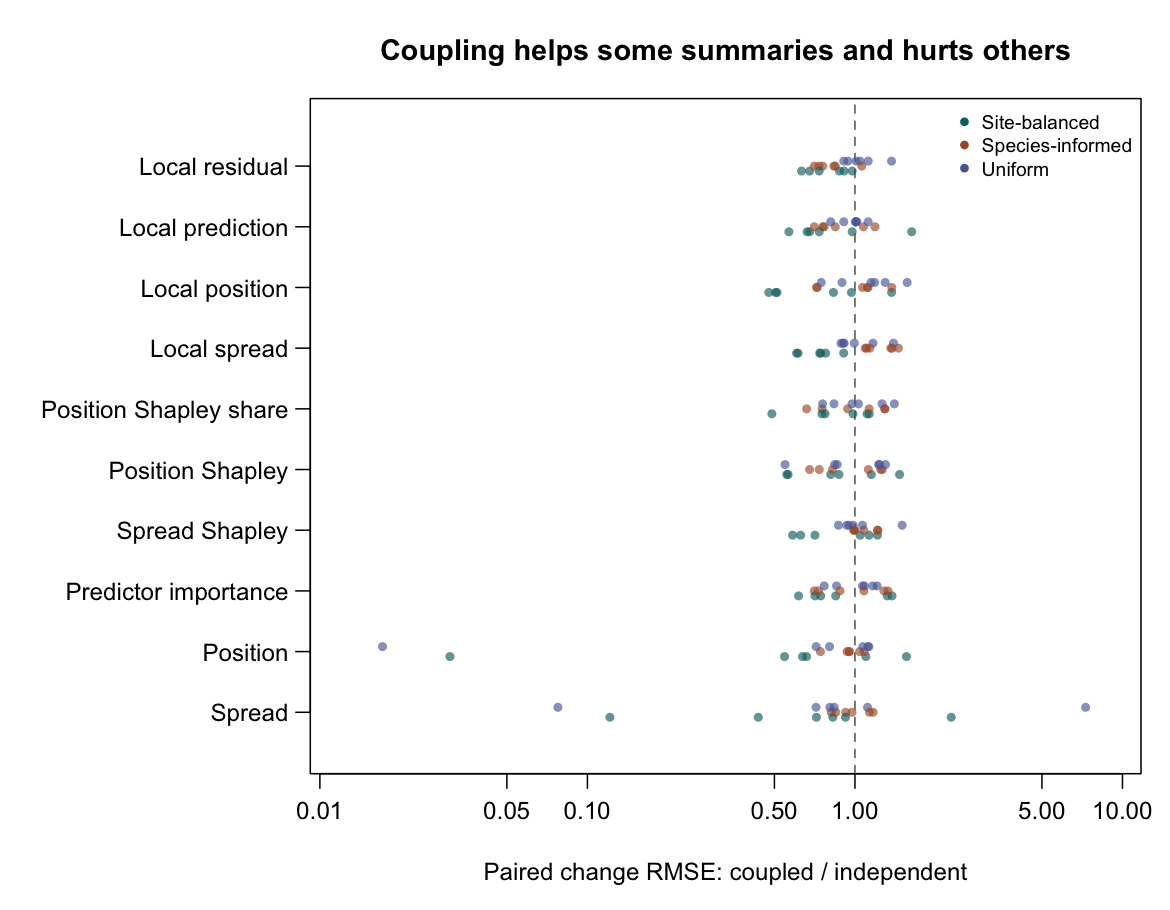 Coupling helps some summaries and hurts others
Site-balanced
Species-informed
Uniform
Local residual
Local prediction
Local position
Local spread
Position Shapley share
Position Shapley
Spread Shapley
Predictor importance
Position
Spread
0.01 0.05 0.10 0.50 1.00 5.00 10.00
Paired change RMSE: coupled / independent